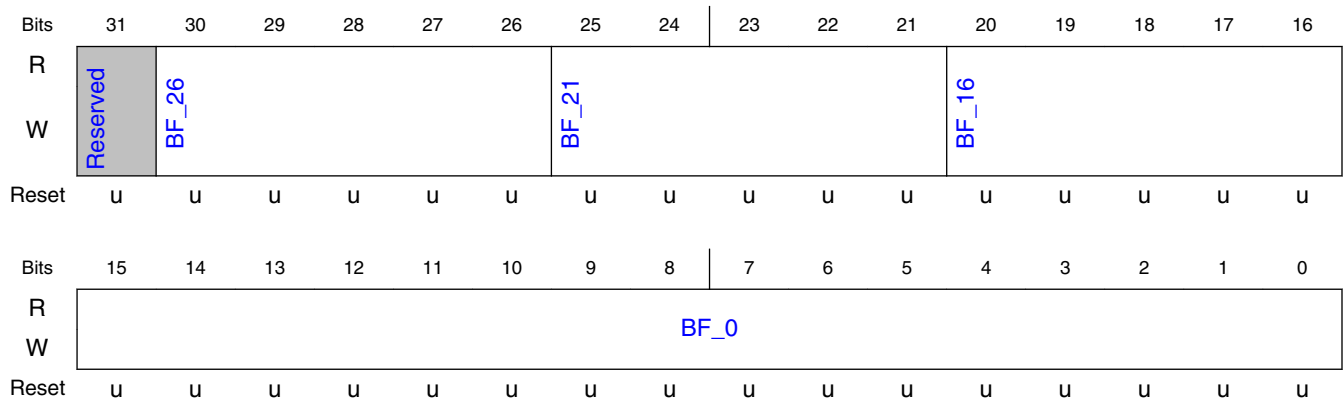 Bits 31 30 29 28 27 26 25 24 23 22 21 20 19 18 17 16
R
W
Reserved BF_26 BF_21 BF_16
Reset u u u u u u u u u u u u u u u u
Bits 15 14 13 12 11 10 9 8 7 6 5 4 3 2 1 0
R
BF_0
W
Reset u u u u u u u u u u u u u u u u